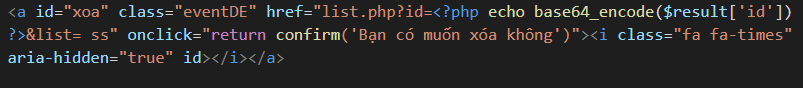 <a id="xoa" class="eventDE" href="list.php?id=<?php echo base64_encode($result['id'])
?>&list= ss" onclick="return confirm('Bạn có muốn xóa không')"><i class="fa fa-times"
aria-hidden="true" id></i></a>